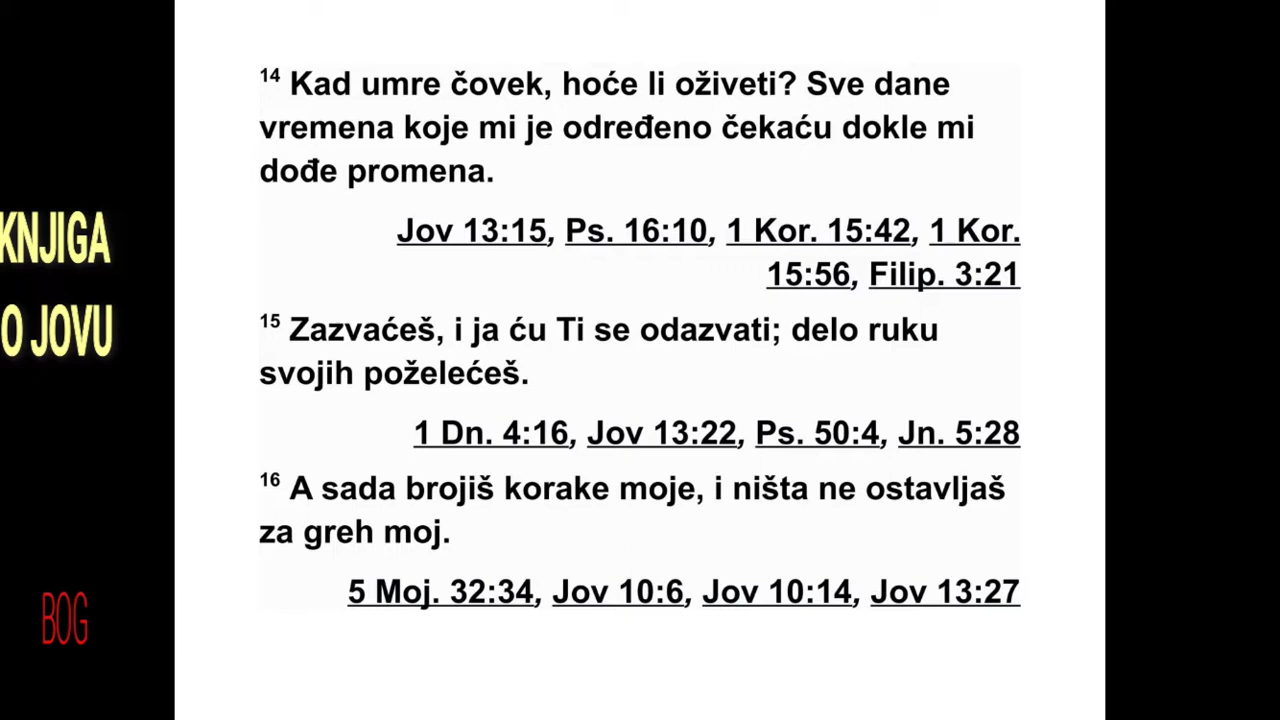 KNJIGA
O JOVU
BOG
14 Kad umre čovek, hoće li oživeti? Sve dane
vremena koje mi je određeno čekaću dokle mi
dođe promena.
Jov 13:15, Ps. 16:10, 1 Kor. 15:42, 1 Kor.
15:56, Filip. 3:21
15 Zazvaćeš, i ja ću Ti se odazvati; delo ruku
svojih poželećeš.
1 Dn. 4:16, Jov 13:22, Ps. 50:4, Jn. 5:28
16 A sada brojiš korake moje, i ništa ne ostavljaš
za greh moj.
5 Moj. 32:34, Jov 10:6, Jov 10:14, Jov 13:27